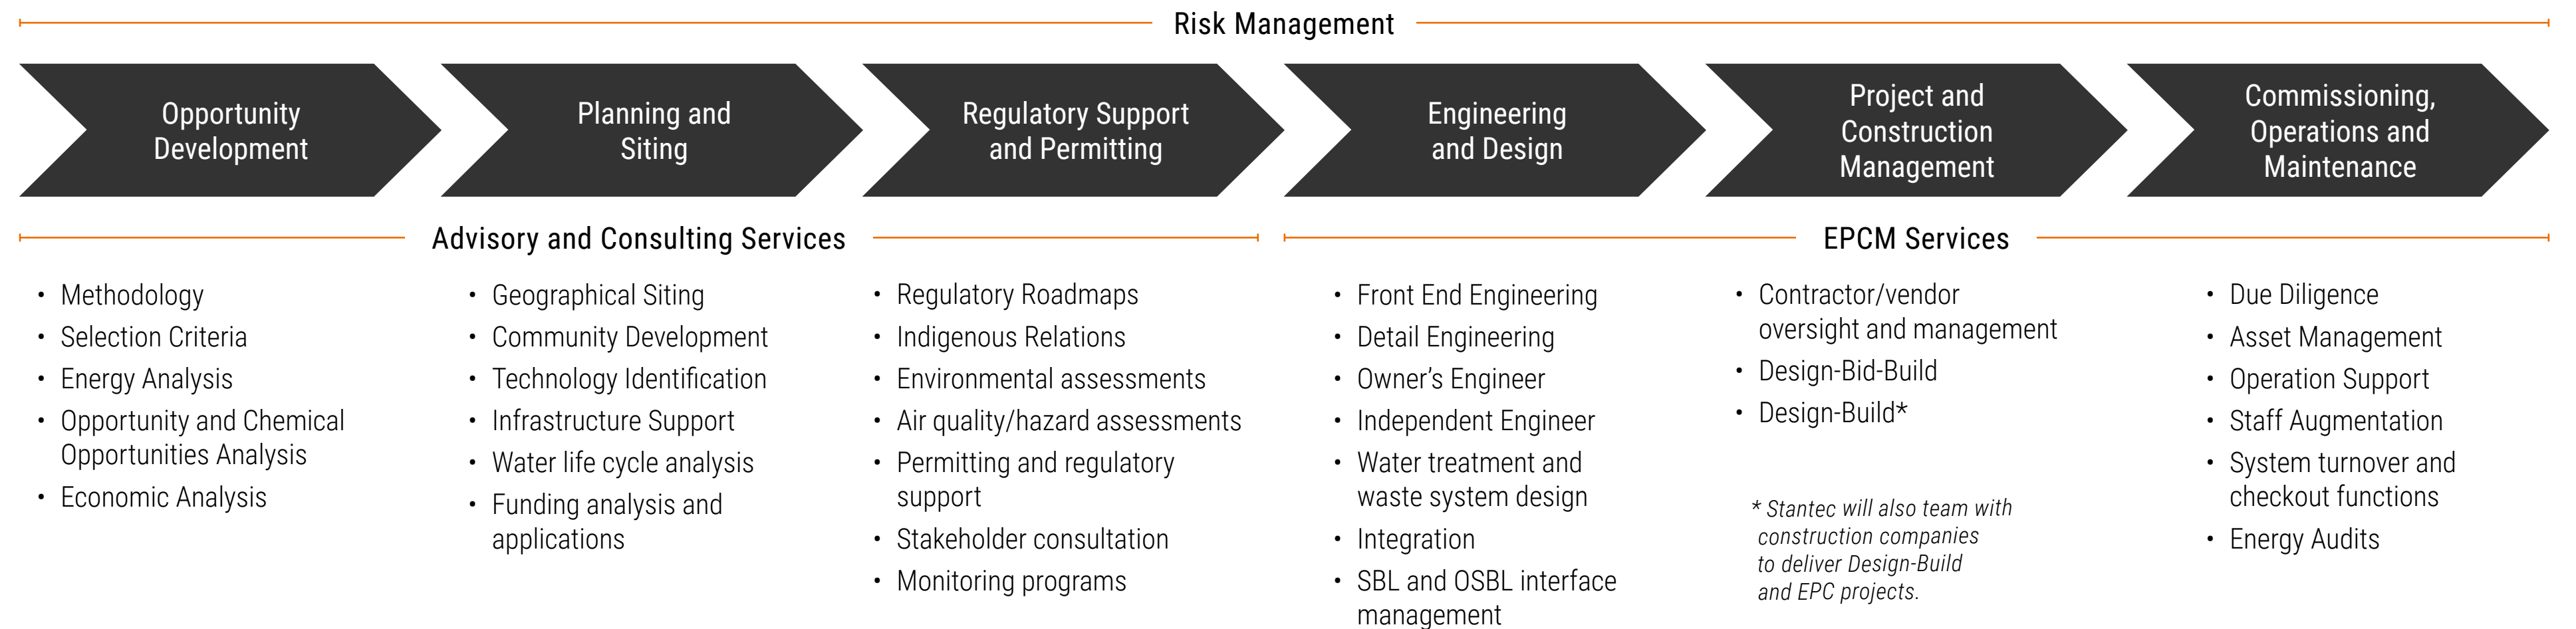 Risk Management
Opportunity
Development
Planning and
Siting
Regulatory Support
and Permitting
Engineering
and Design
Project and
Construction
Management
Commissioning,
Operations and
Maintenance
Advisory and Consulting Services
EPCM Services
• Methodology
• Selection Criteria
• Energy Analysis
• Opportunity and Chemical
Opportunities Analysis
• Economic Analysis
• Geographical Siting
• Community Development
• Technology Identification
• Infrastructure Support
• Water life cycle analysis
• Funding analysis and
applications
• Regulatory Roadmaps
• Indigenous Relations
• Environmental assessments
• Air quality/hazard assessments
• Permitting and regulatory
support
• Stakeholder consultation
• Monitoring programs
• Front End Engineering
• Detail Engineering
• Owner’s Engineer
• Independent Engineer
• Water treatment and
waste system design
• Integration
• SBL and OSBL interface
management
• Contractor/vendor
oversight and management
• Design-Bid-Build
• Design-Build*
* Stantec will also team with
construction companies
to deliver Design-Build
and EPC projects.
• Due Diligence
• Asset Management
• Operation Support
• Staff Augmentation
• System turnover and
checkout functions
• Energy Audits